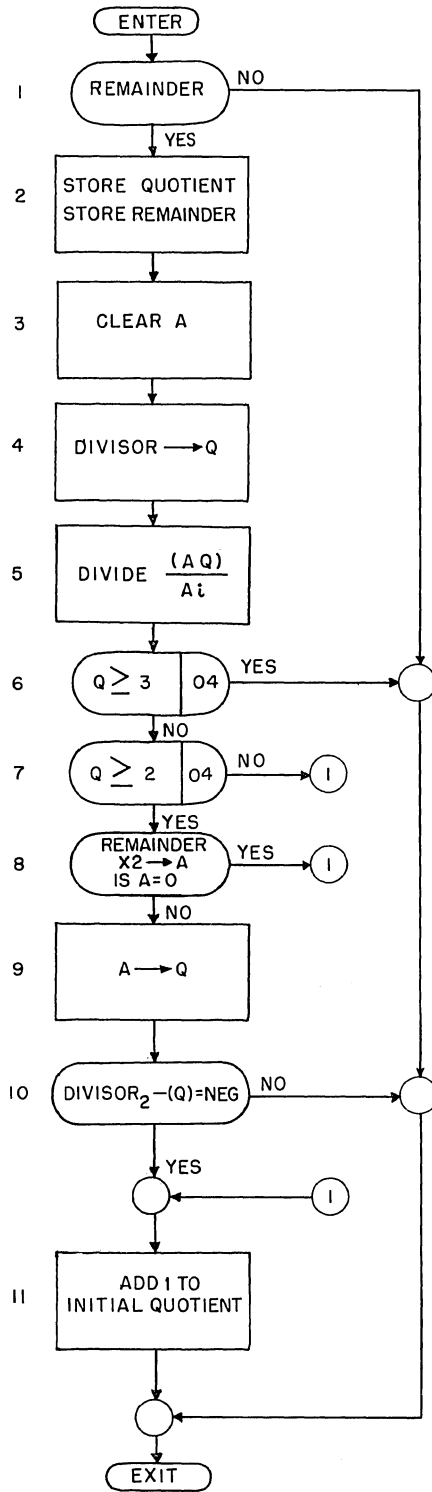 ENTER
1 REMAINDER NO
YES
2 STORE QUOTIENT
STORE REMAINDER
3 CLEAR A
4 DIVISOR → Q
5 DIVIDE (AQ)
Ai
6 Q ≥ 3 04 YES
NO
7 Q ≥ 2 04 NO 1
YES
8 REMAINDER
X2 → A YES 1
IS A=0
NO
9 A → Q
10 DIVISOR₂-(Q)=NEG NO
YES
1
11 ADD 1 TO
INITIAL QUOTIENT
EXIT